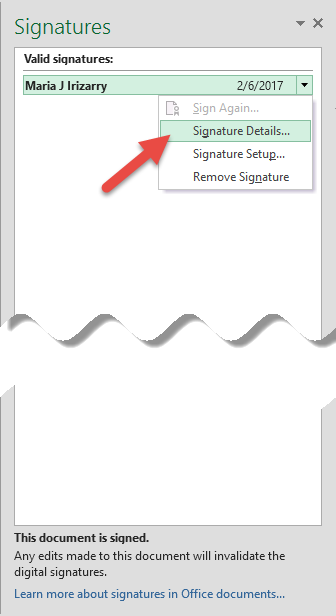 Signatures
Valid signatures:
Maria J Irizarry 2/6/2017
Sign Again...
Signature Details...
Signature Setup...
Remove Signature
This document is signed.
Any edits made to this document will invalidate the
digital signatures.
Learn more about signatures in Office documents...